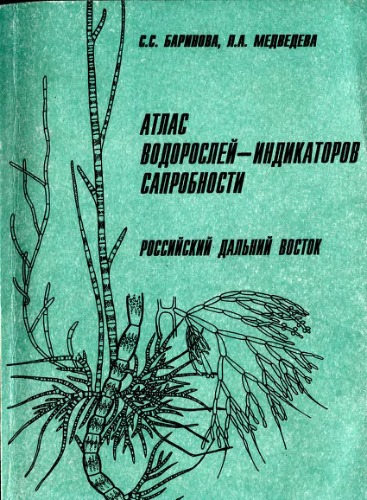 С.С. БАРИНОВА, Л.А. МЕДВЕДЕВА
АТЛАС
ВОДОРОСЛЕЙ–ИНДИКАТОРОВ
САПРОБНОСТИ
РОССИЙСКИЙ ДАЛЬНИЙ ВОСТОК